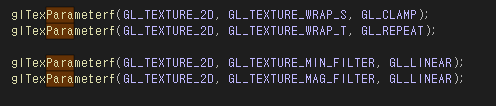 glTexParameterf(GL_TEXTURE_2D, GL_TEXTURE_WRAP_S, GL_CLAMP);
glTexParameterf(GL_TEXTURE_2D, GL_TEXTURE_WRAP_T, GL_REPEAT);
glTexParameterf(GL_TEXTURE_2D, GL_TEXTURE_MIN_FILTER, GL_LINEAR);
glTexParameterf(GL_TEXTURE_2D, GL_TEXTURE_MAG_FILTER, GL_LINEAR);